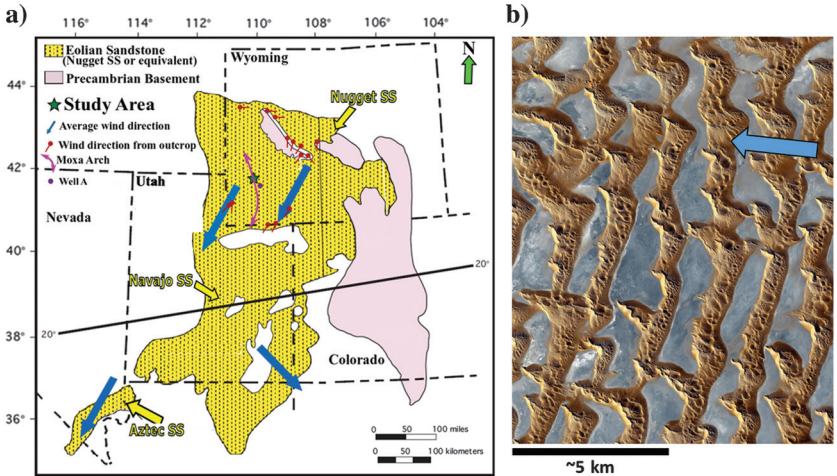 a)
116°
114°
112°
110°
108°
106°
104°
Eolian Sandstone
(Nugget SS or equivalent)
Precambrian Basement
Study Area
Average wind direction
Wind direction from outcrop
Moxa Arch
Well A
Wyoming
N
Nugget SS
Utah
Nevada
44°
42°
40°
38°
36°
20°
20°
Navajo SS
Colorado
Aztec SS
0 50 100 miles
0 50 100 kilometers
b)
~5 km